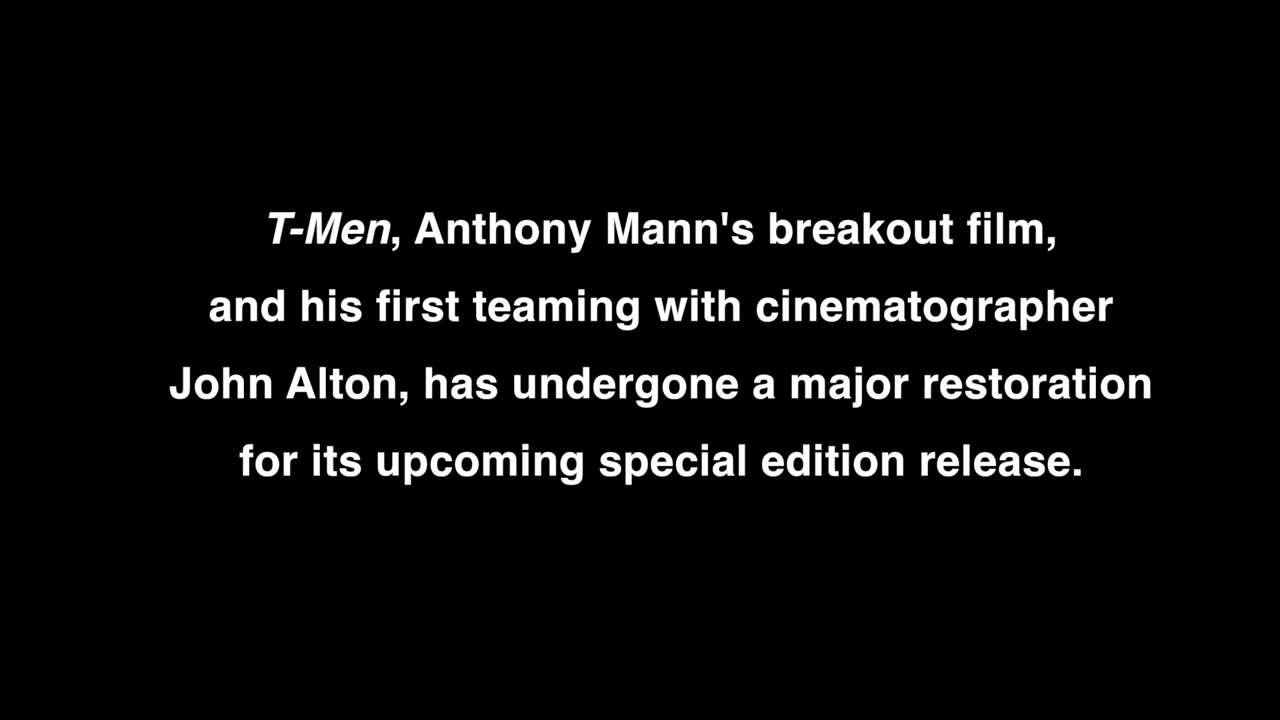 T-Men, Anthony Mann's breakout film,
and his first teaming with cinematographer
John Alton, has undergone a major restoration
for its upcoming special edition release.